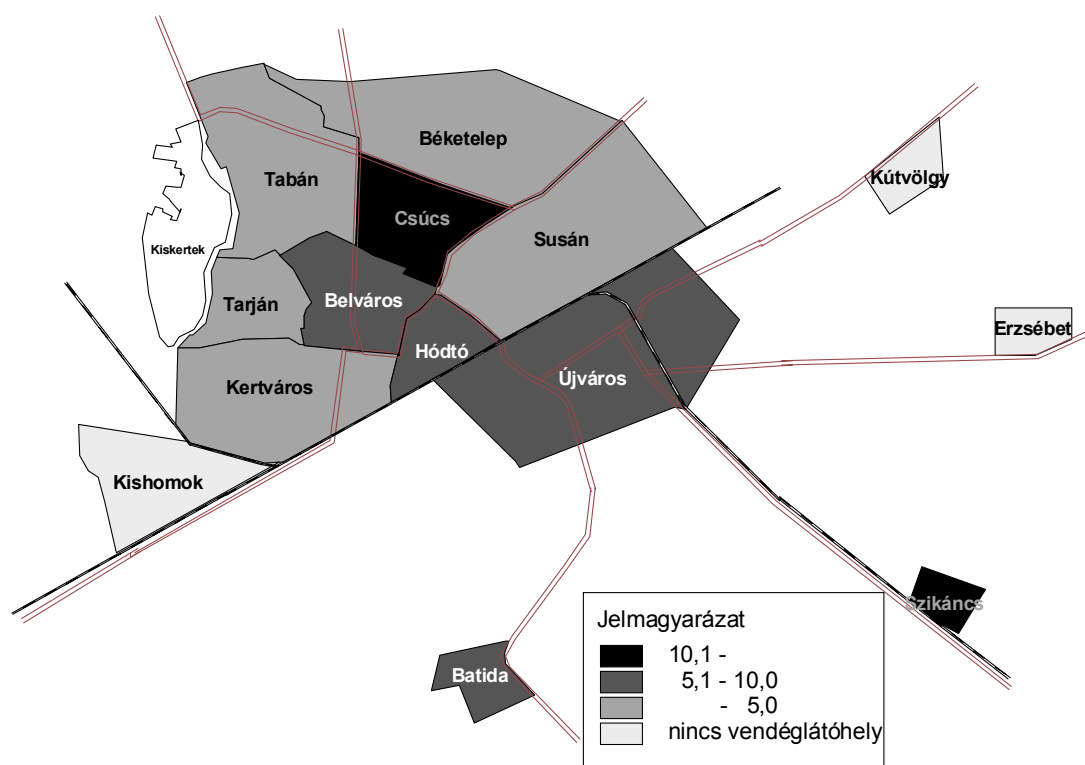 Béketelep
Tabán
Kútvölgy
Csúcs
Susán
Kiskertek
Tarján
Belváros
Erzsébet
Hódtó
Kertváros
Újváros
Kishomok
Szikáncs
Batida
Jelmagyarázat
10,1 -
5,1 - 10,0
- 5,0
nincs vendéglátóhely